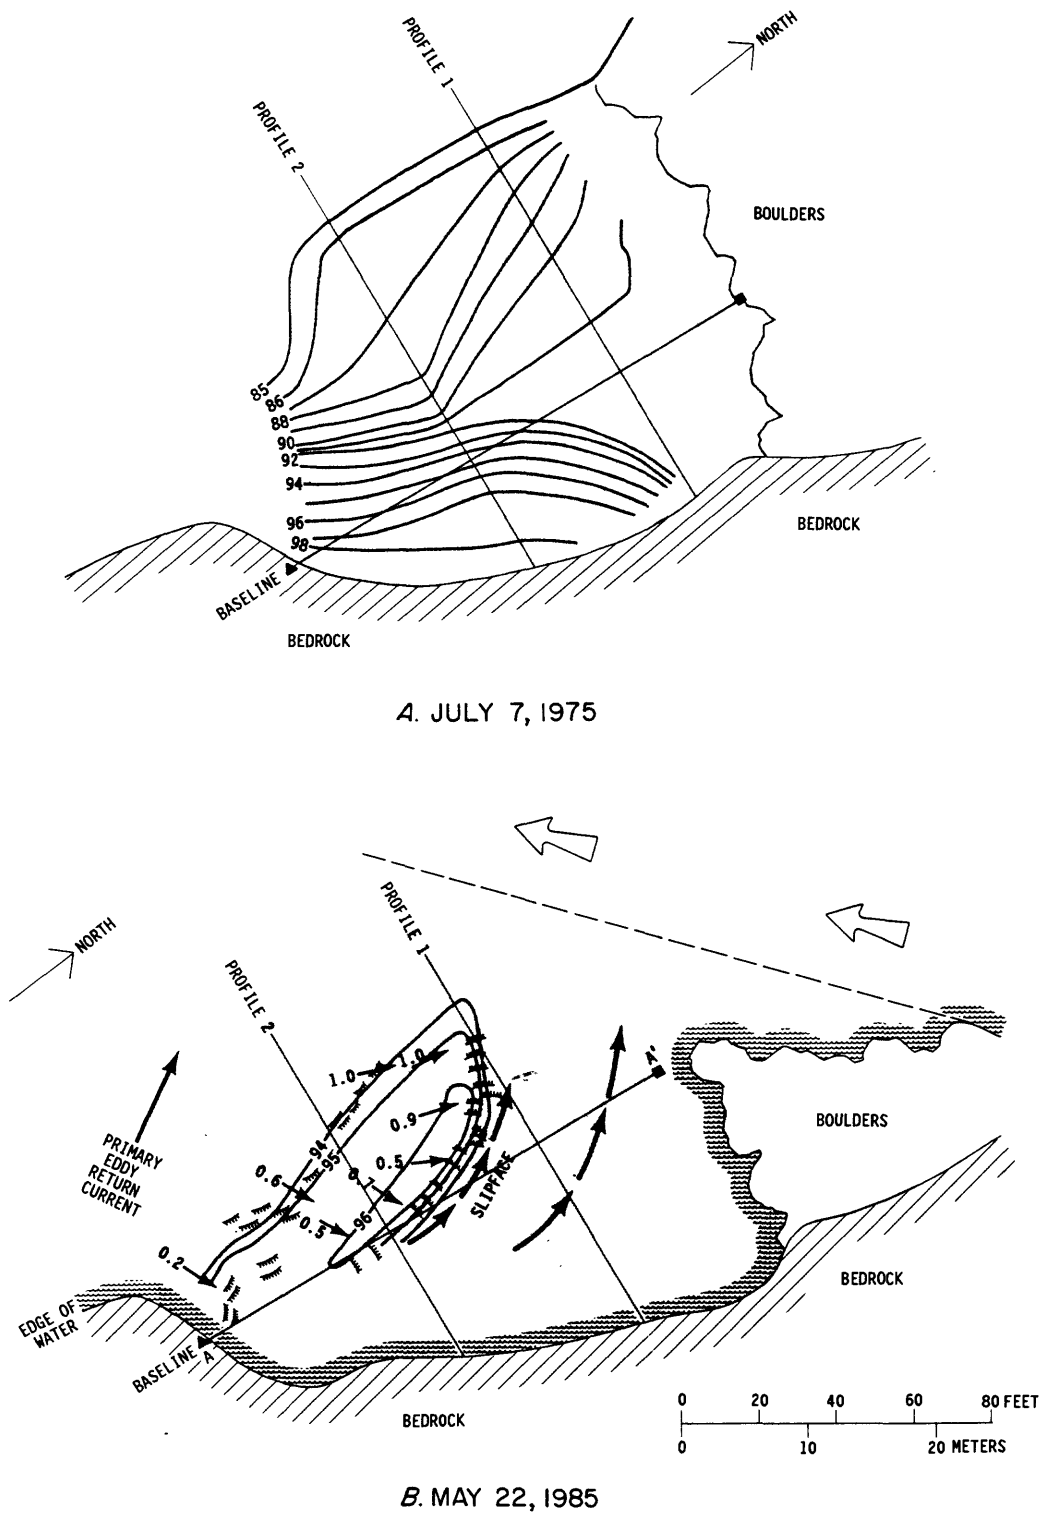 PROFILE 1
NORTH
PROFILE 2
BOULDERS
85
86
88
90
92
94
96
98
BEDROCK
BASELINE
BEDROCK
A. JULY 7, 1975
PROFILE 1
NORTH
PROFILE 2
A'
1.0
1.0
BOULDERS
0.9
PRIMARY
EDDY
RETURN
CURRENT
94
95
0.5
0.6
0.7
SLIPFACE
96
0.5
0.2
BEDROCK
EDGE OF
WATER
BASELINE
A
BEDROCK
0 20 40 60 80 FEET
0 10 20 METERS
B. MAY 22, 1985